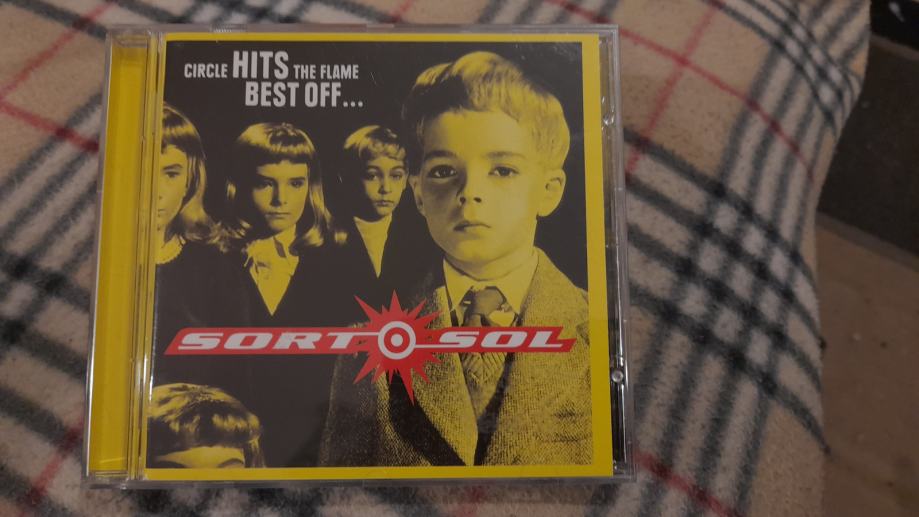 CIRCLE HITS THE FLAME
BEST OFF...
SORT SOL